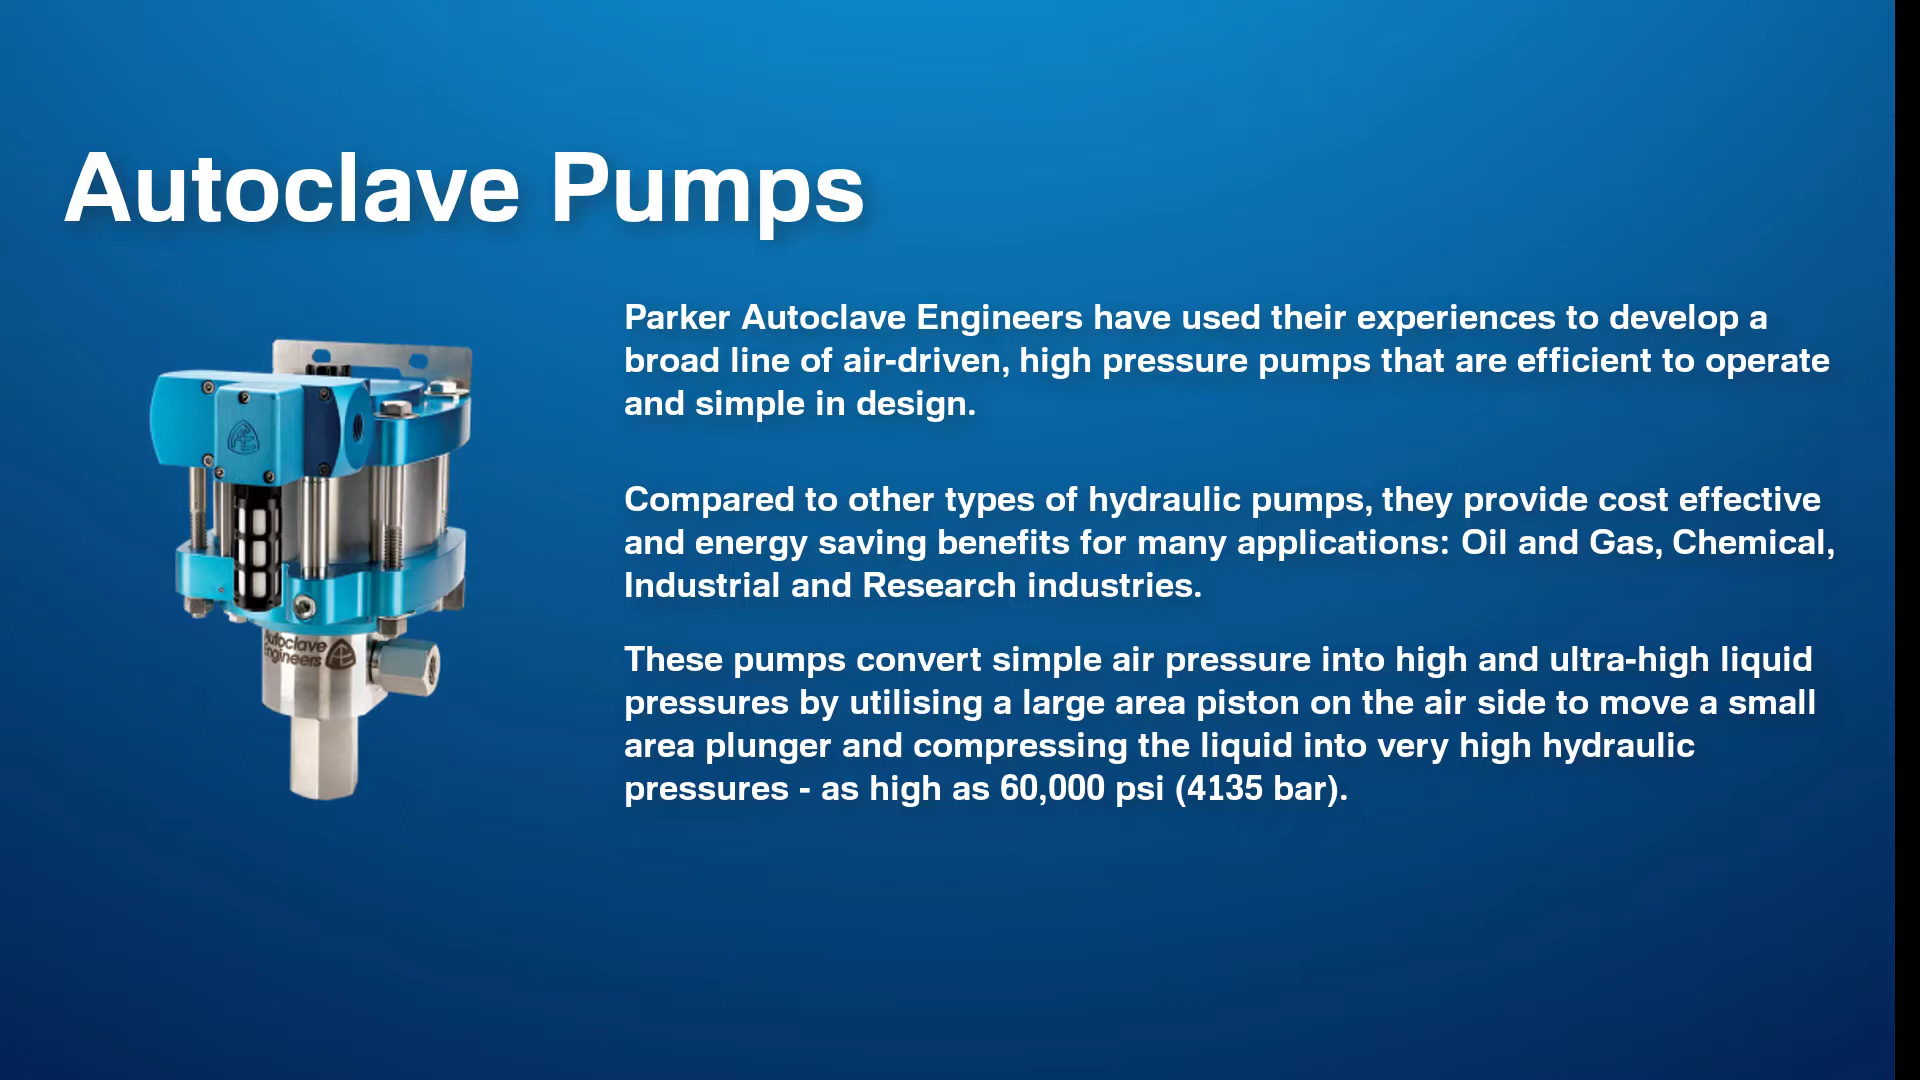 Autoclave Pumps
Parker Autoclave Engineers have used their experiences to develop a
broad line of air-driven, high pressure pumps that are efficient to operate
and simple in design.
Compared to other types of hydraulic pumps, they provide cost effective
and energy saving benefits for many applications: Oil and Gas, Chemical,
Industrial and Research industries.
These pumps convert simple air pressure into high and ultra-high liquid
pressures by utilising a large area piston on the air side to move a small
area plunger and compressing the liquid into very high hydraulic
pressures - as high as 60,000 psi (4135 bar).
Autoclave
Engineers